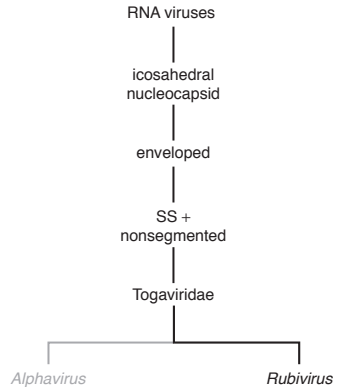 RNA viruses
icosahedral
nucleocapsid
enveloped
SS +
nonsegmented
Togaviridae
Alphavirus
Rubivirus